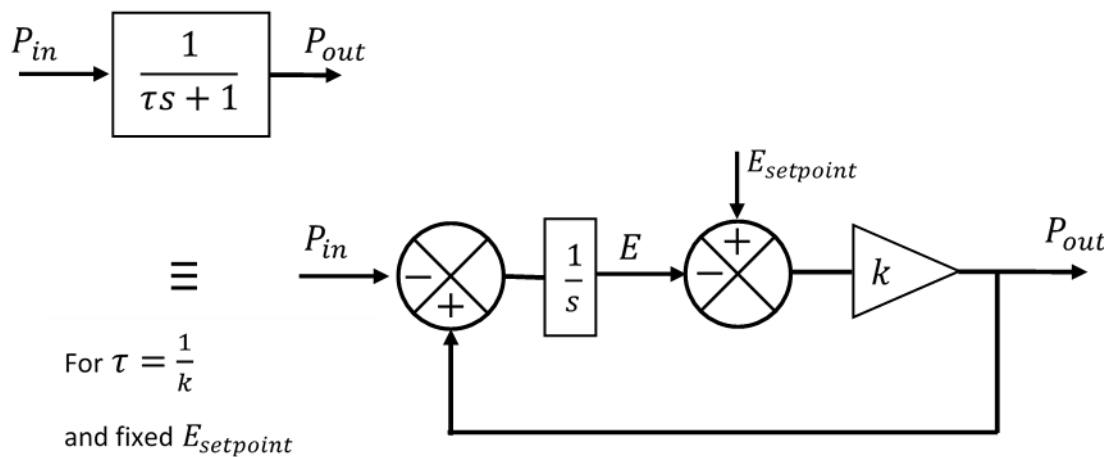 P_in 1/(τs + 1) P_out
E_setpoint
≡ P_in − + 1/s E + − k P_out
For τ = 1/k
and fixed E_setpoint